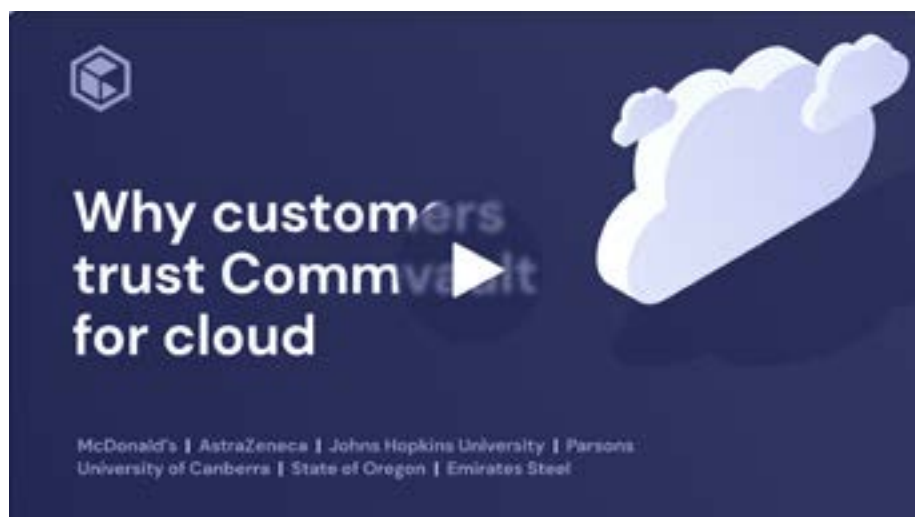 Why customers
trust Commvault
for cloud
McDonald's | AstraZeneca | Johns Hopkins University | Parsons
University of Canberra | State of Oregon | Emirates Steel